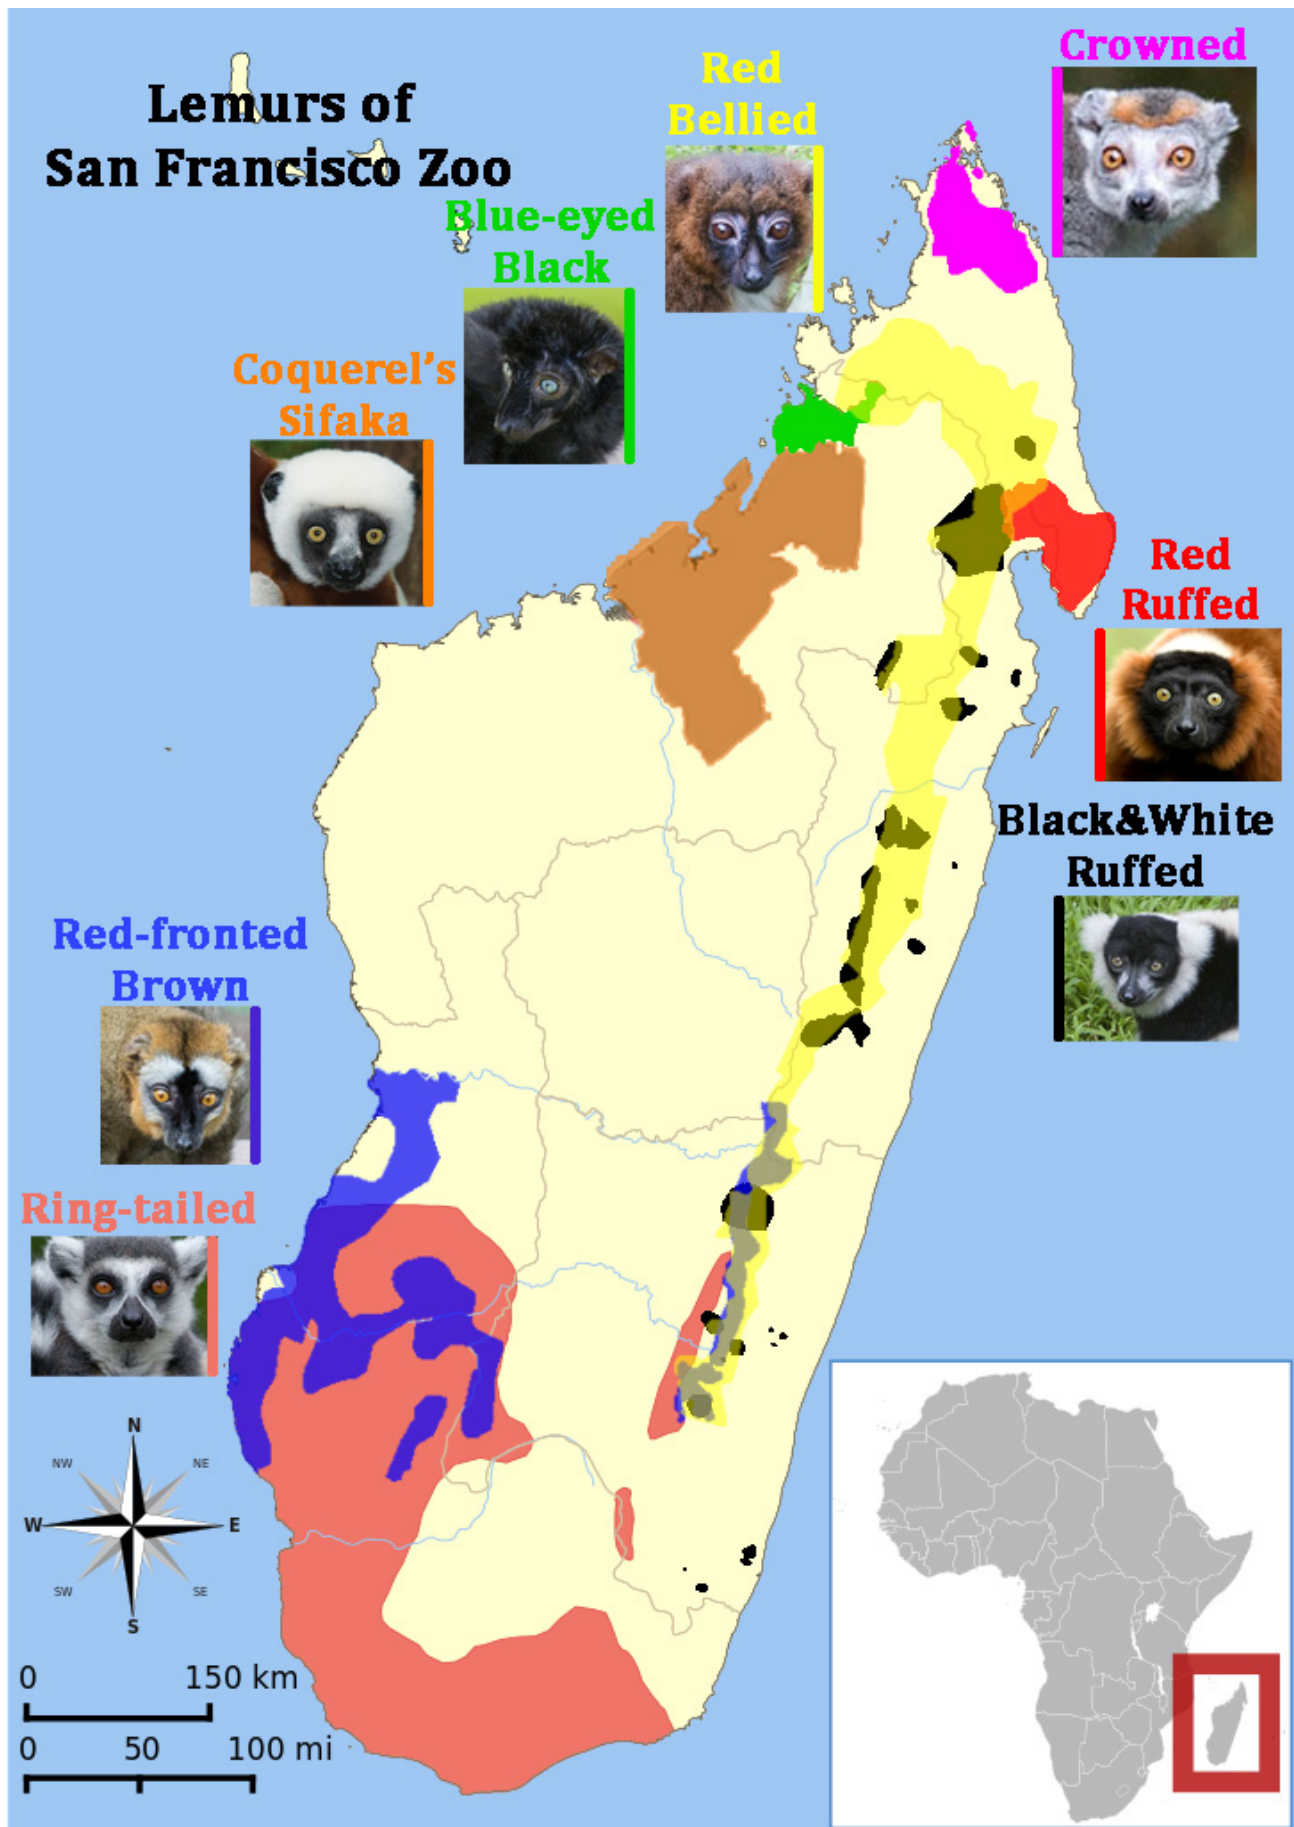 Lemurs of
San Francisco Zoo
Crowned
Red
Bellied
Blue-eyed
Black
Coquerel's
Sifaka
Red
Ruffed
Black&White
Ruffed
Red-fronted
Brown
Ring-tailed
N
NW
NE
W
E
SW
SE
S
0 150 km
0 50 100 mi